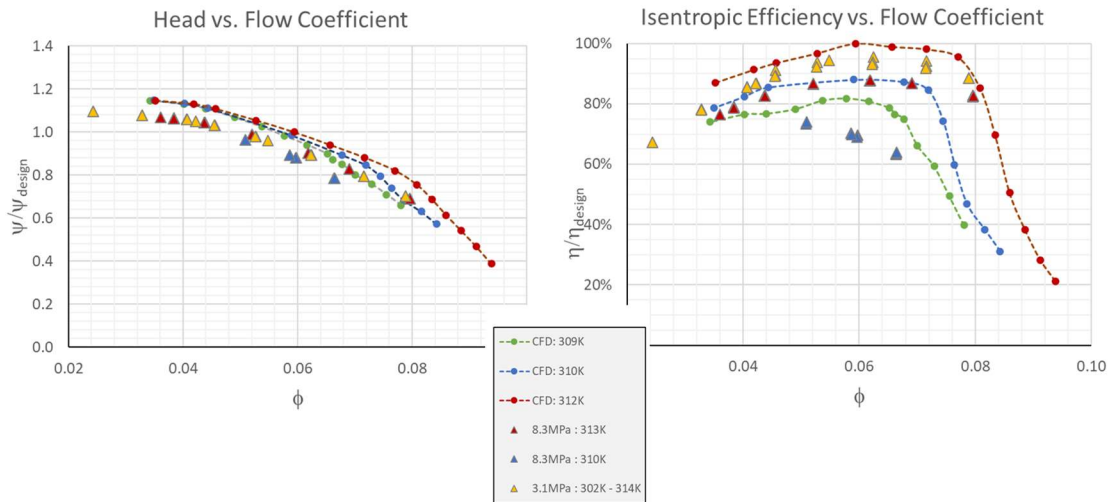 Head vs. Flow Coefficient
1.4
1.2
1.0
0.8
0.6
0.4
0.2
0.0
ψ/ψdesign
0.02
0.04
0.06
0.08
ϕ
Isentropic Efficiency vs. Flow Coefficient
100%
80%
60%
40%
20%
η/ηdesign
0.04
0.06
0.08
0.10
ϕ
CFD: 309K
CFD: 310K
CFD: 312K
8.3MPa : 313K
8.3MPa : 310K
3.1MPa : 302K - 314K